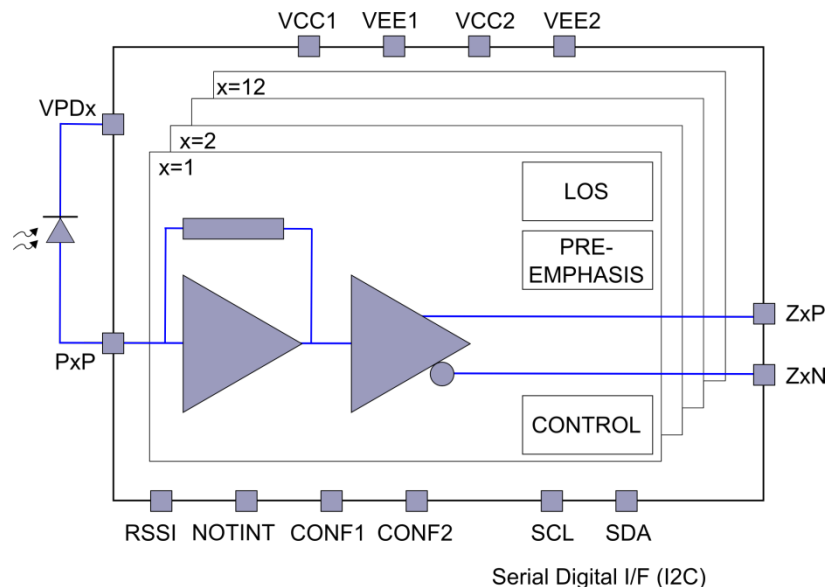 VCC1 VEE1 VCC2 VEE2
x=12
VPDx
x=2
x=1
LOS
PRE-
EMPHASIS
ZxP
PxP
ZxN
CONTROL
RSSI NOTINT CONF1 CONF2 SCL SDA
Serial Digital I/F (I2C)